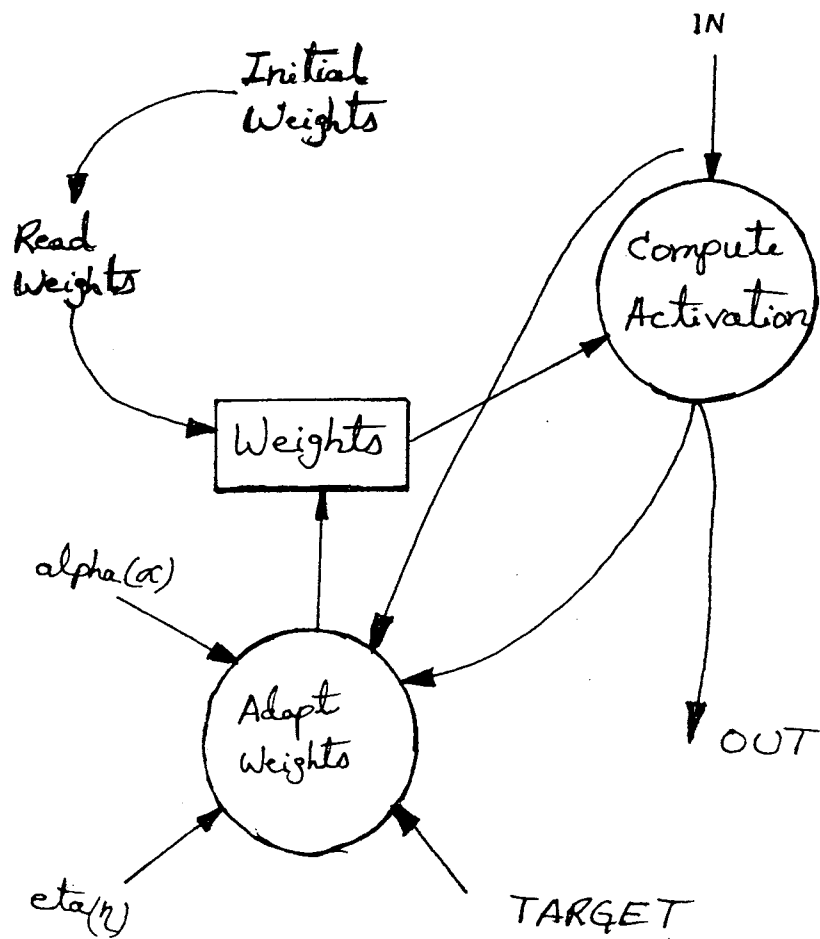 IN
Initial
Weights
Read
Weights
Compute
Activation
Weights
alpha(α)
Adapt
Weights
OUT
eta(η)
TARGET